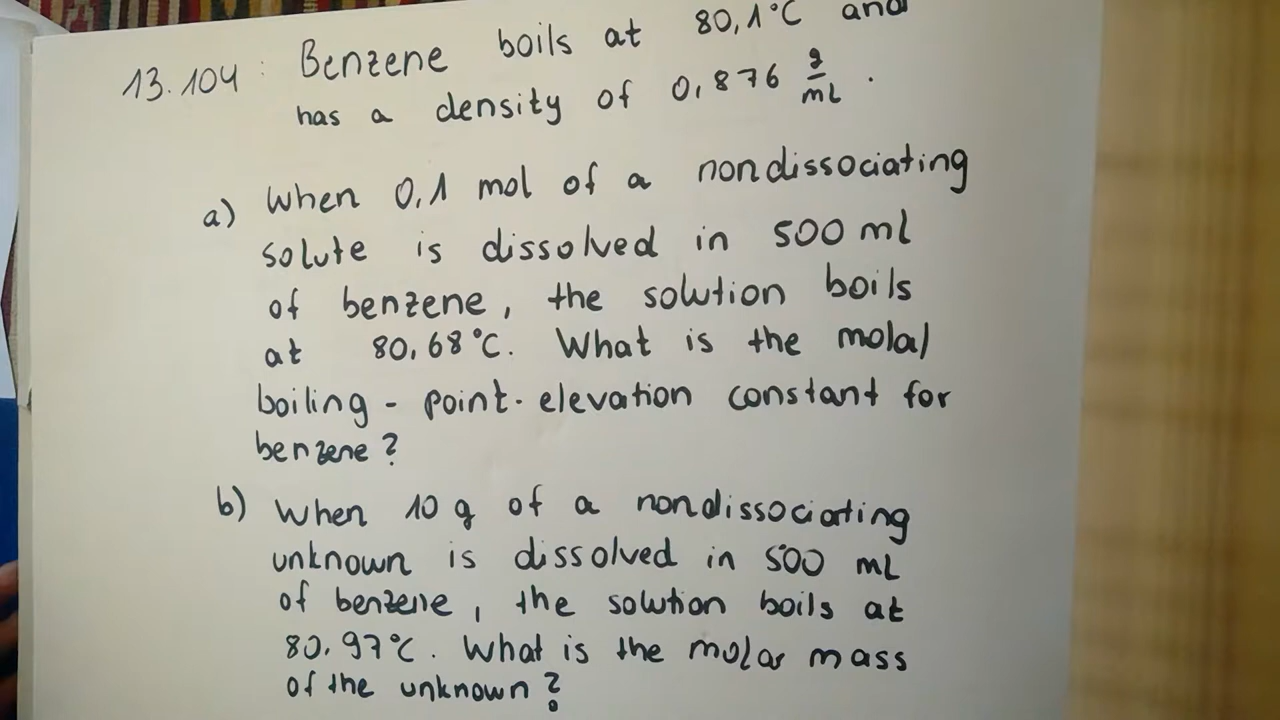 13.104 : Benzene boils at 80,1°C and
has a density of 0,876 g/mL .
a) When 0,1 mol of a nondissociating
solute is dissolved in 500 ml
of benzene, the solution boils
at 80,68°C. What is the molal
boiling - point - elevation constant for
benzene?
b) When 10 g of a nondissociating
unknown is dissolved in 500 mL
of benzene, the solution boils at
80.97°C. What is the molar mass
of the unknown?